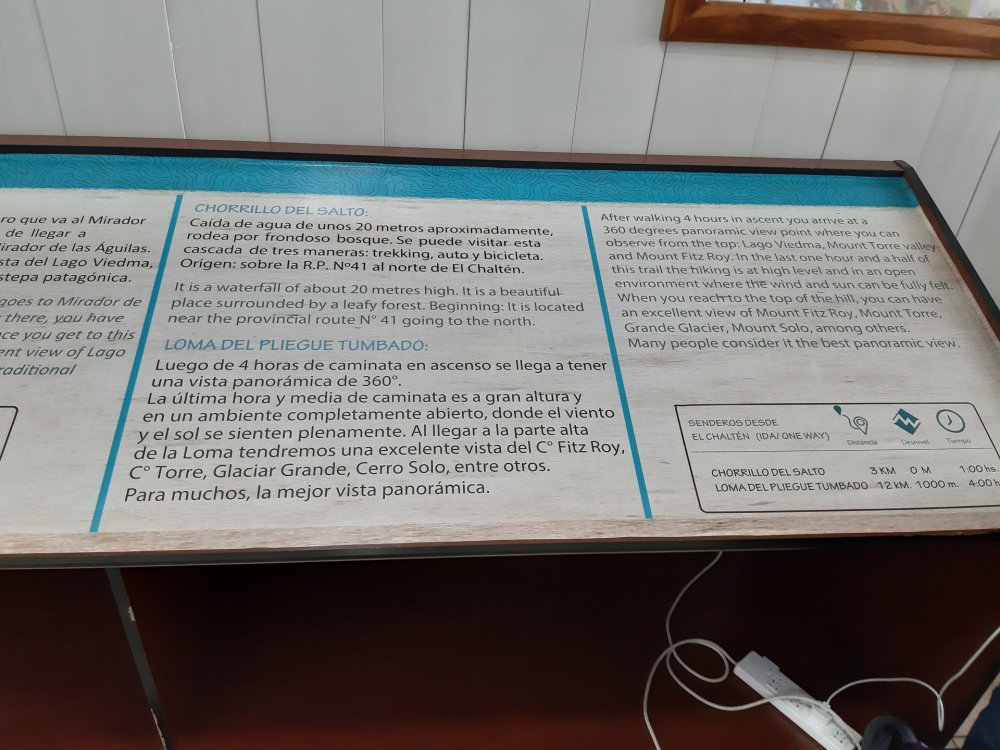 ro que va al Mirador
de llegar a
irador de las Águilas.
sta del Lago Viedma,
stepa patagónica.
goes to Mirador de
there, you have
ce you get to this
ent view of Lago
raditional
CHORRILLO DEL SALTO:
Caída de agua de unos 20 metros aproximadamente,
rodea por frondoso bosque. Se puede visitar esta
cascada de tres maneras: trekking, auto y bicicleta.
Origen: sobre la R.P. Nº41 al norte de El Chaltén.
It is a waterfall of about 20 metres high. It is a beautiful
place surrounded by a leafy forest. Beginning: It is located
near the provincial route N° 41 going to the north.
LOMA DEL PLIEGUE TUMBADO:
Luego de 4 horas de caminata en ascenso se llega a tener
una vista panorámica de 360°.
La última hora y media de caminata es a gran altura y
en un ambiente completamente abierto, donde el viento
y el sol se sienten plenamente. Al llegar a la parte alta
de la Loma tendremos una excelente vista del C° Fitz Roy,
C° Torre, Glaciar Grande, Cerro Solo, entre otros.
Para muchos, la mejor vista panorámica.
After walking 4 hours in ascent you arrive at a
360 degrees panoramic view point where you can
observe from the top: Lago Viedma, Mount Torre valley
and Mount Fitz Roy. In the last one hour and a half of
this trail the hiking is at high level and in an open
environment where the wind and sun can be fully felt.
When you reach to the top of the hill, you can have
an excellent view of Mount Fitz Roy, Mount Torre,
Grande Glacier, Mount Solo, among others.
Many people consider it the best panoramic view.
SENDEROS DESDE
EL CHALTÉN (IDA/ ONE WAY)
Distancia Desnivel Tiempo
CHORRILLO DEL SALTO 3 KM 0 M 1:00 hs.
LOMA DEL PLIEGUE TUMBADO 12 KM. 1000 m. 4:00 h